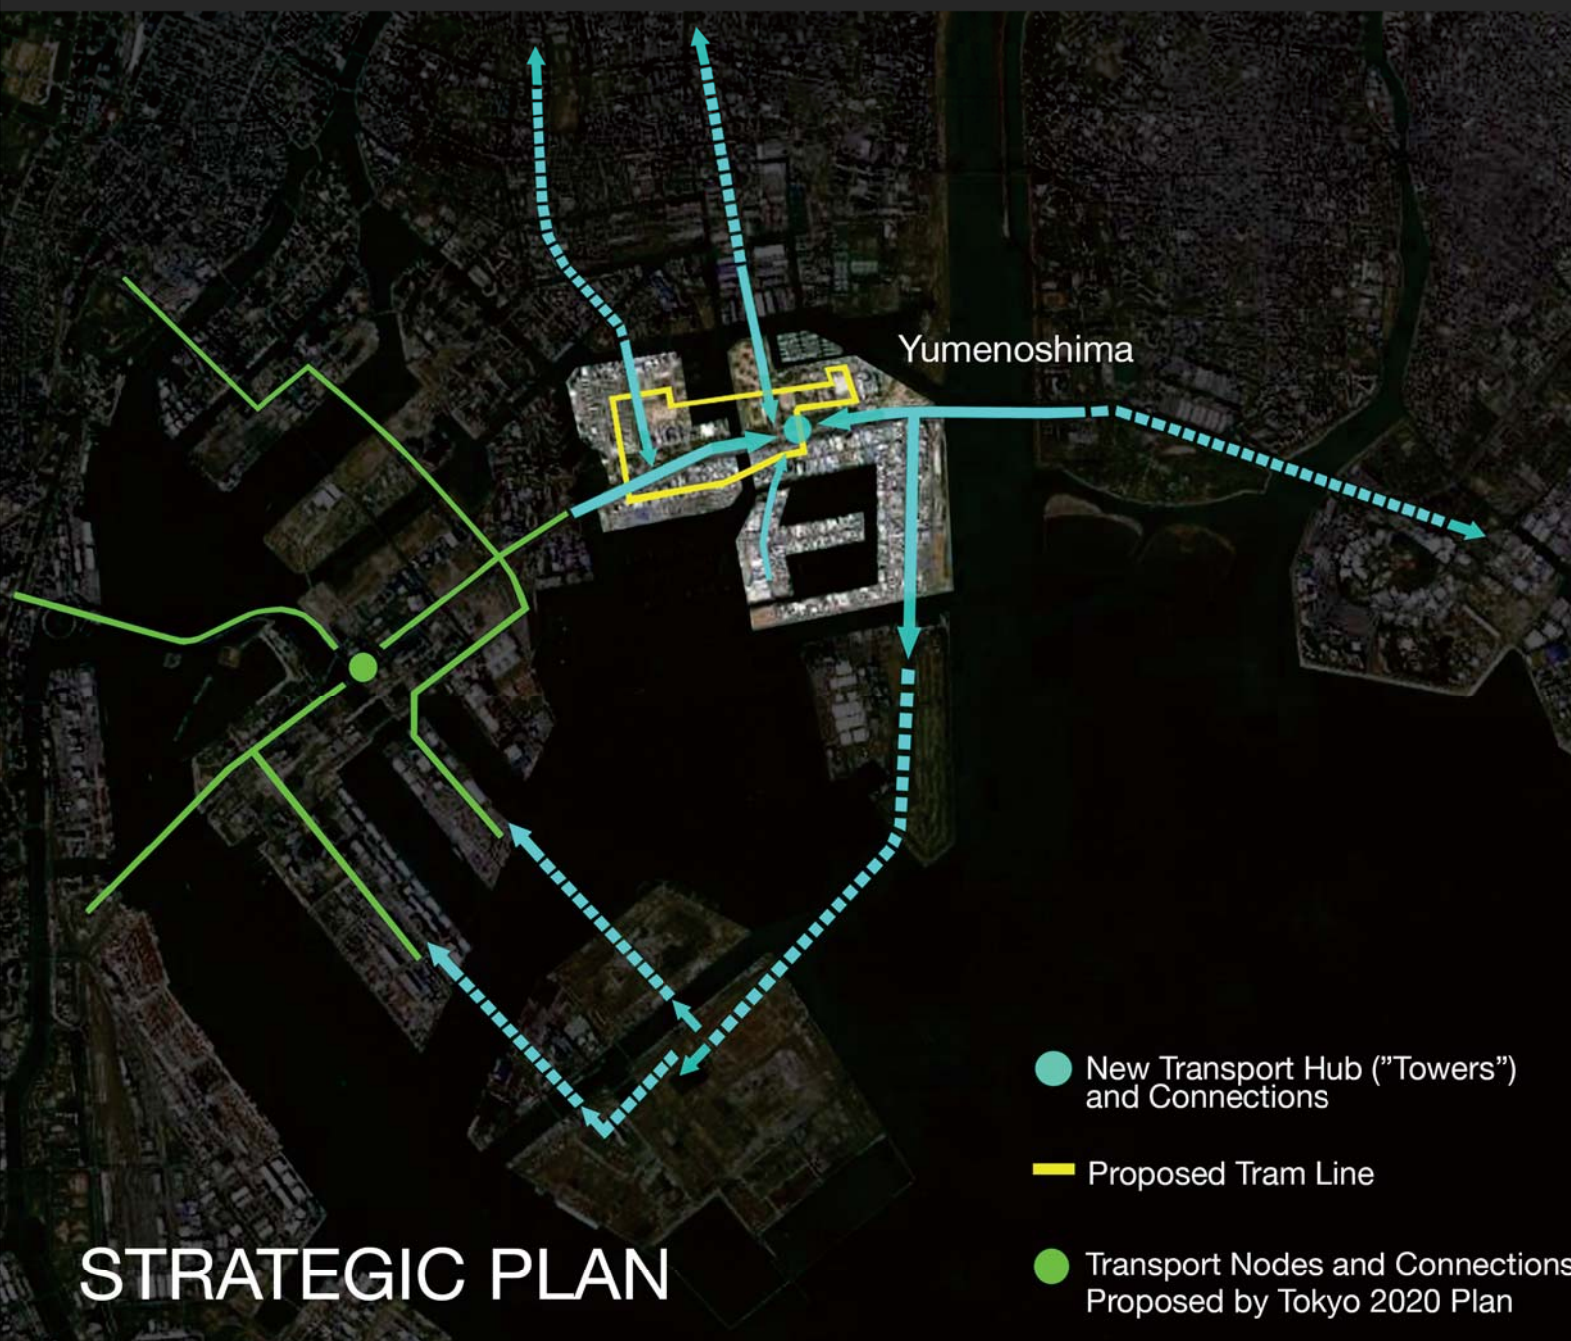 Yumenoshima
New Transport Hub (”Towers”)
and Connections
Proposed Tram Line
Transport Nodes and Connections
Proposed by Tokyo 2020 Plan
STRATEGIC PLAN